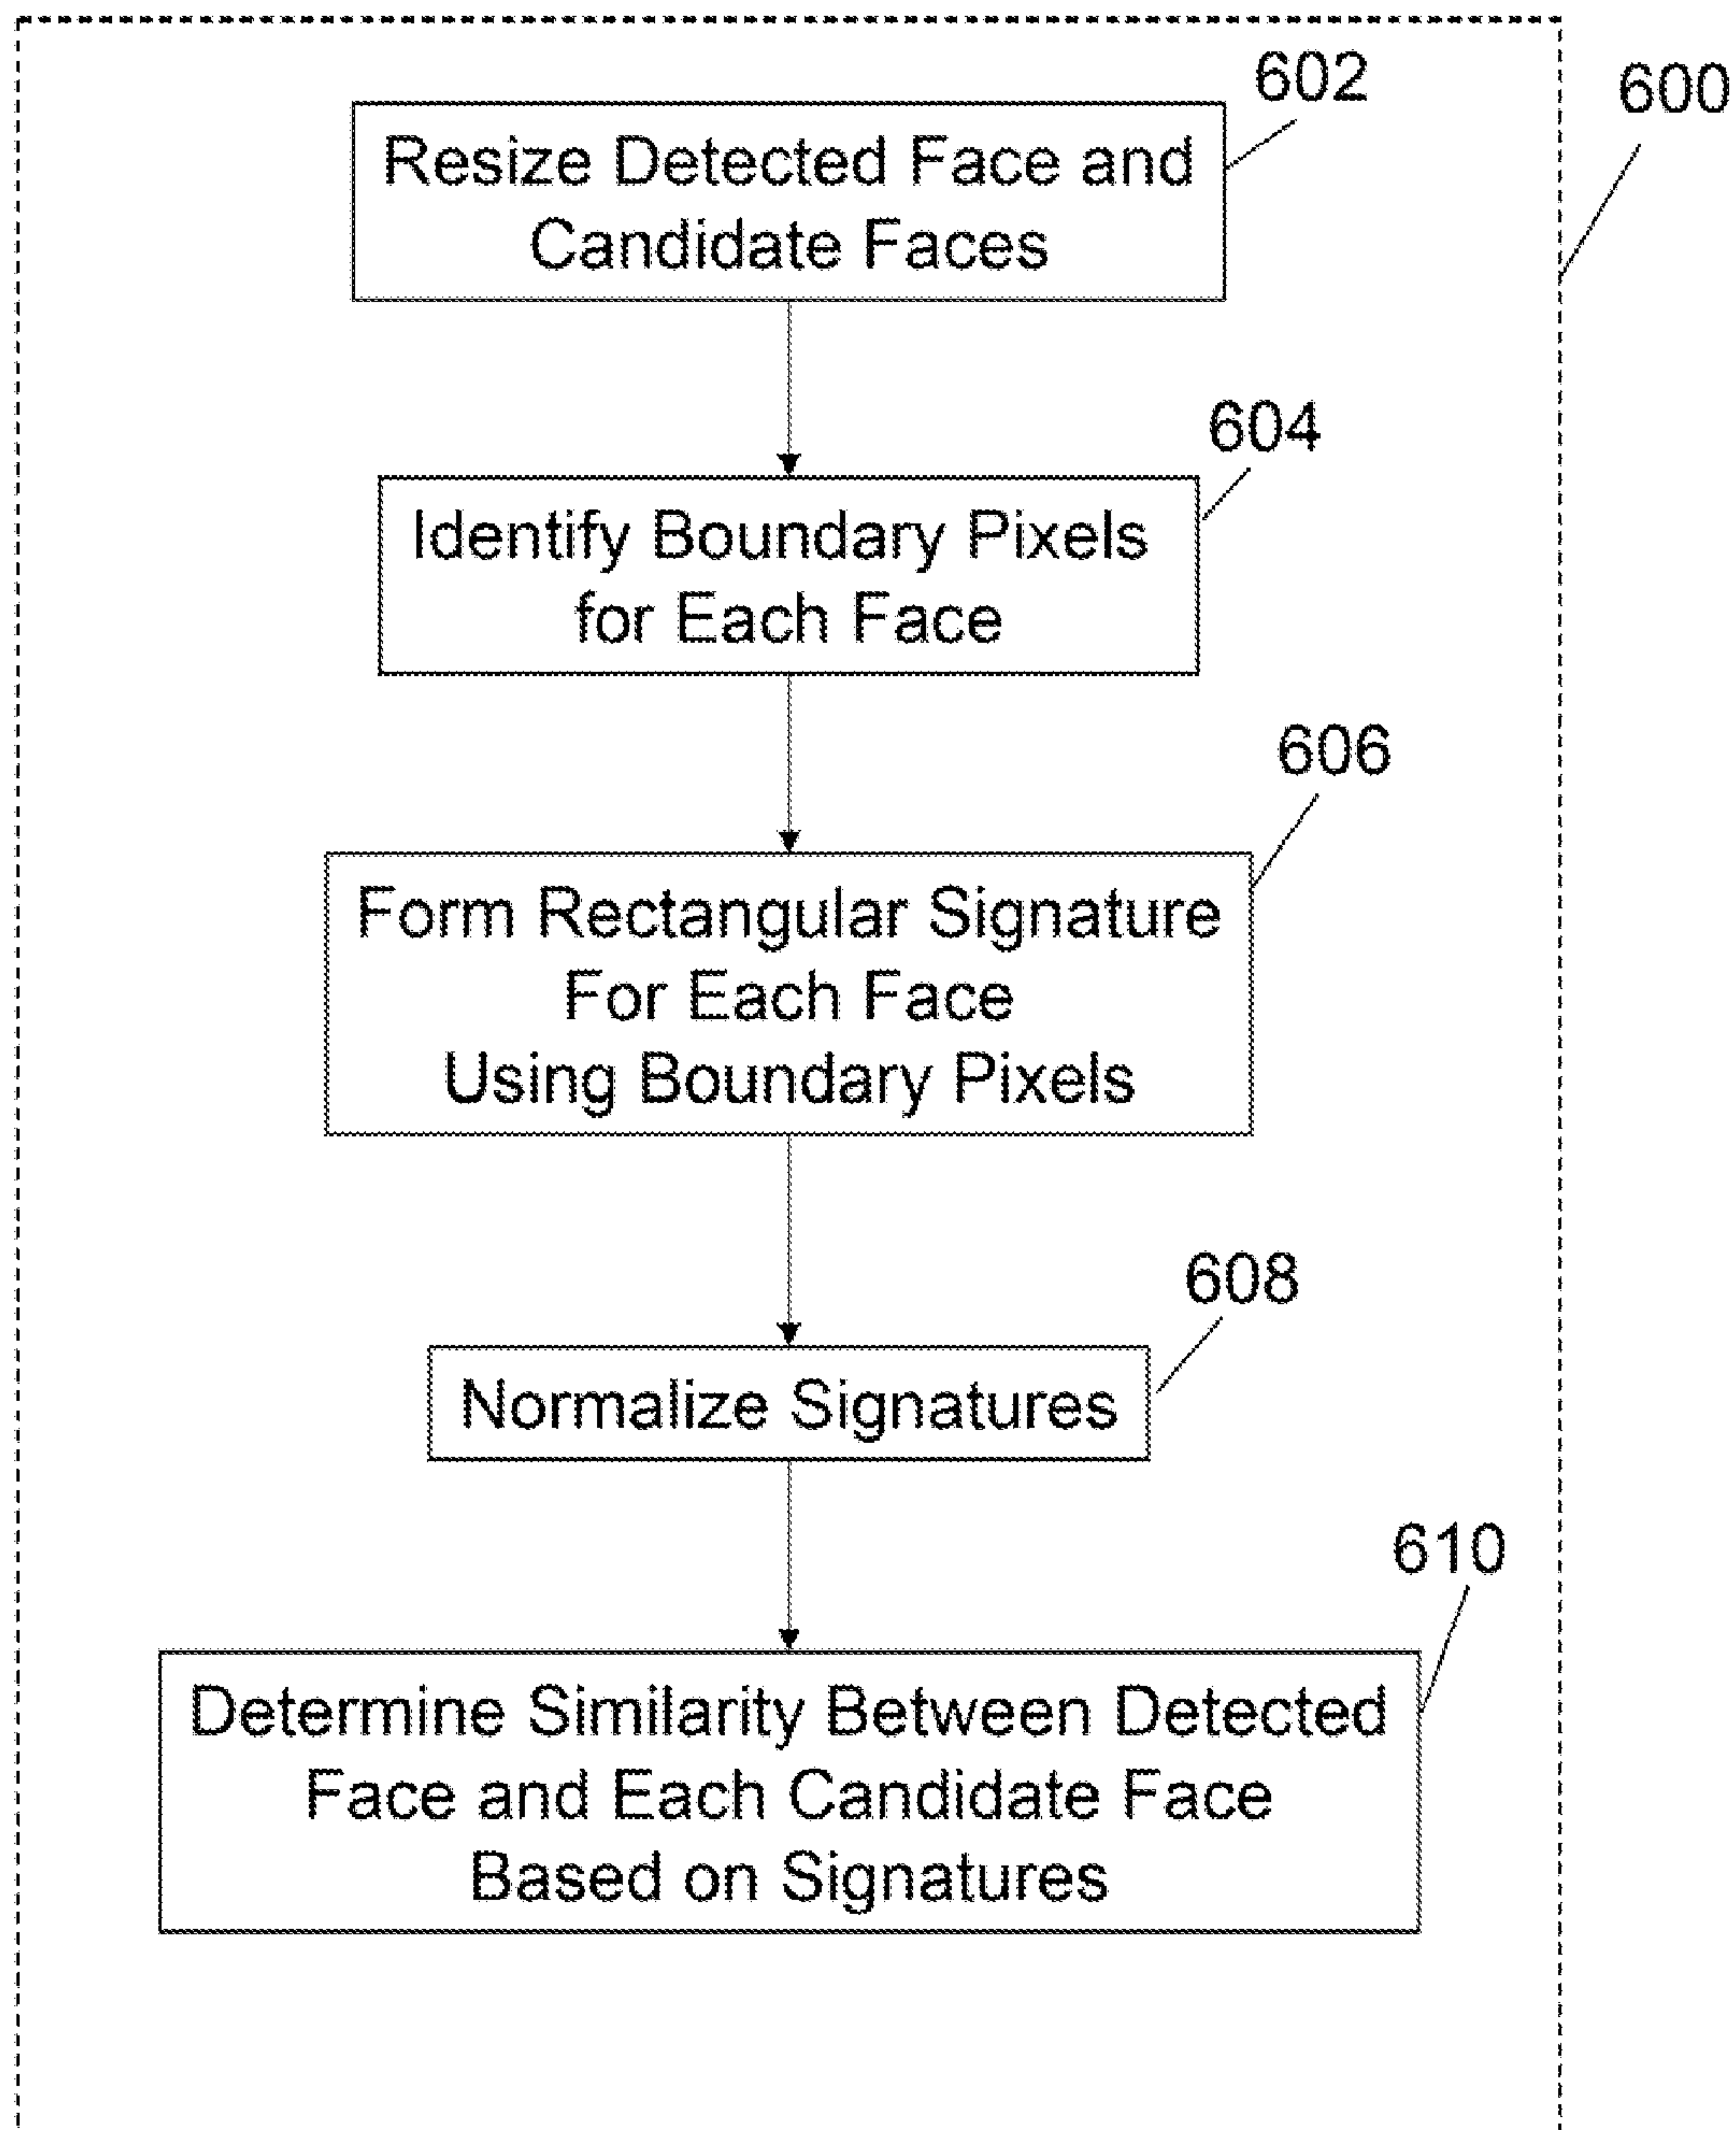 602
600
Resize Detected Face and
Candidate Faces
604
Identify Boundary Pixels
for Each Face
606
Form Rectangular Signature
For Each Face
Using Boundary Pixels
608
Normalize Signatures
610
Determine Similarity Between Detected
Face and Each Candidate Face
Based on Signatures